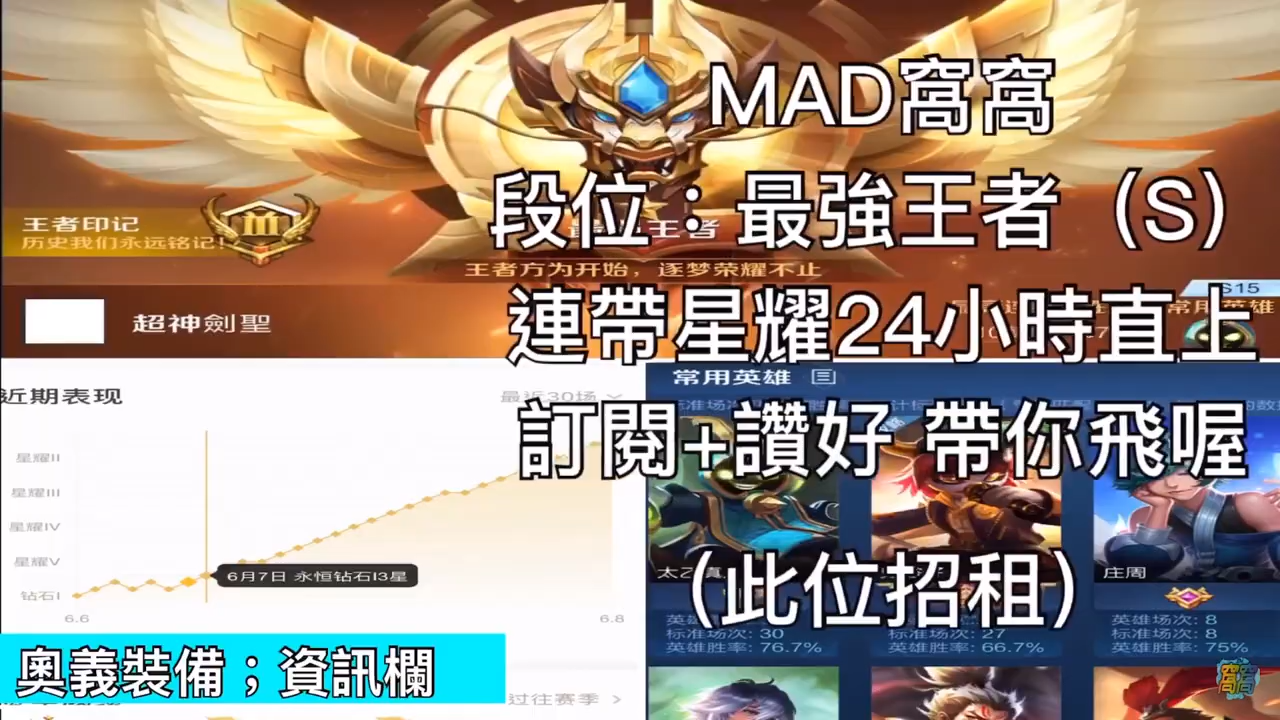 MAD窩窩
段位：最強王者（S）
連帶星耀24小時直上
訂閱+讚好 帶你飛喔
（此位招租）
王者印记
历史我们永远铭记！
王者方为开始，逐梦荣耀不止
超神劍聖
S15
常用英雄
近期表现
最近30场
星耀II
星耀III
星耀IV
星耀V
钻石I
6月7日 永恒钻石I3星
6.6
6.8
常用英雄
太乙真
庄周
标准场次: 30
英雄胜率: 76.7%
标准场次: 27
英雄胜率: 66.7%
英雄场次: 8
标准场次: 8
英雄胜率: 75%
奧義裝備；資訊欄
过往赛季 >
窩窩